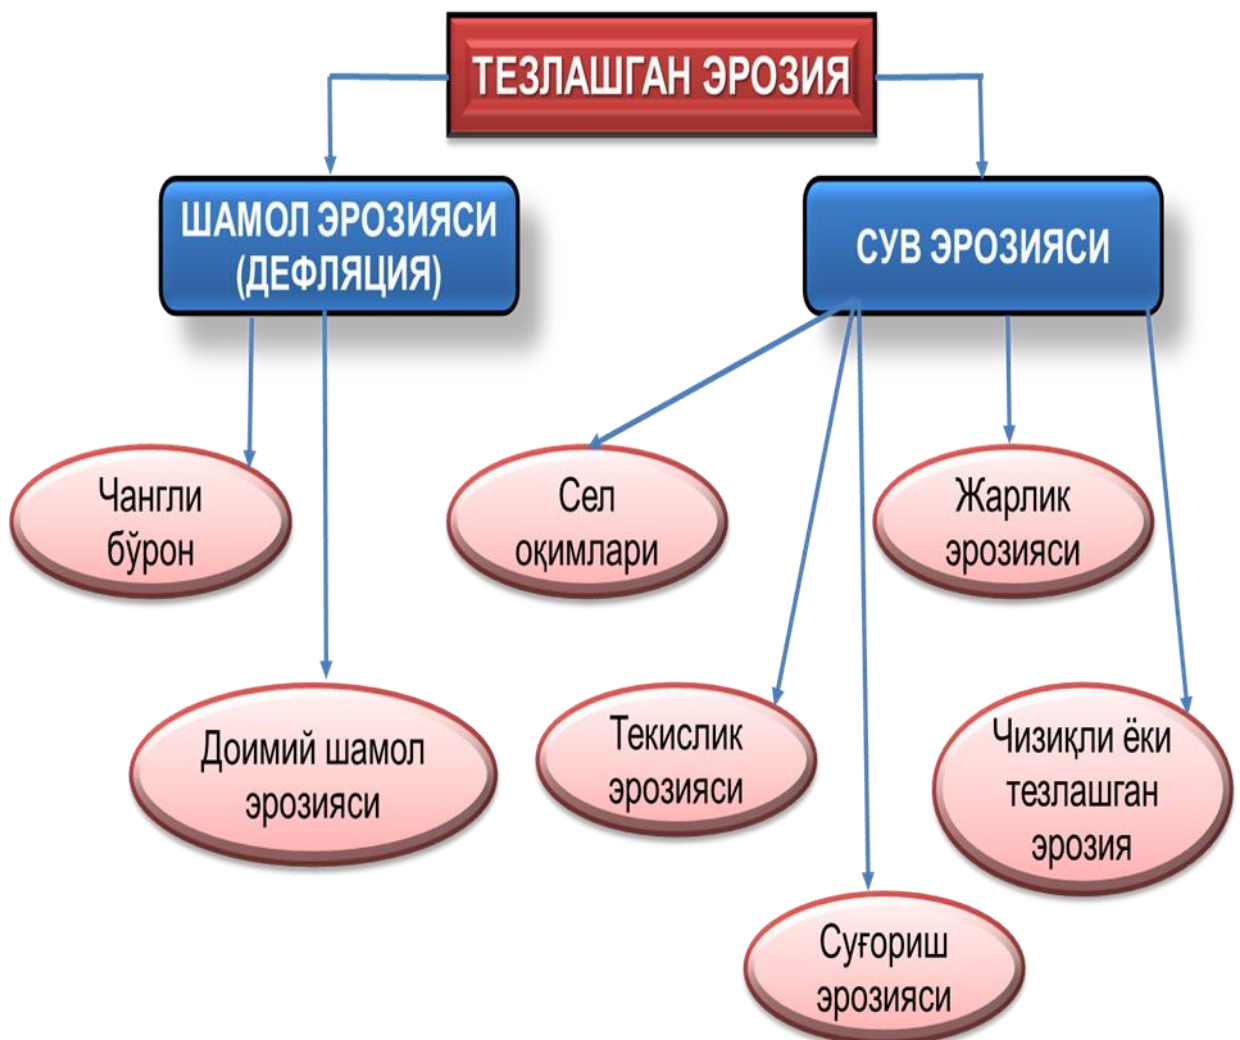 ТЕЗЛАШГАН ЭРОЗИЯ
ШАМОЛ ЭРОЗИЯСИ
(ДЕФЛЯЦИЯ)
СУВ ЭРОЗИЯСИ
Чангли
бўрон
Сел
оқимлари
Жарлик
эрозияси
Доимий шамол
эрозияси
Текислик
эрозияси
Чизиқли ёки
тезлашган
эрозия
Суғориш
эрозияси